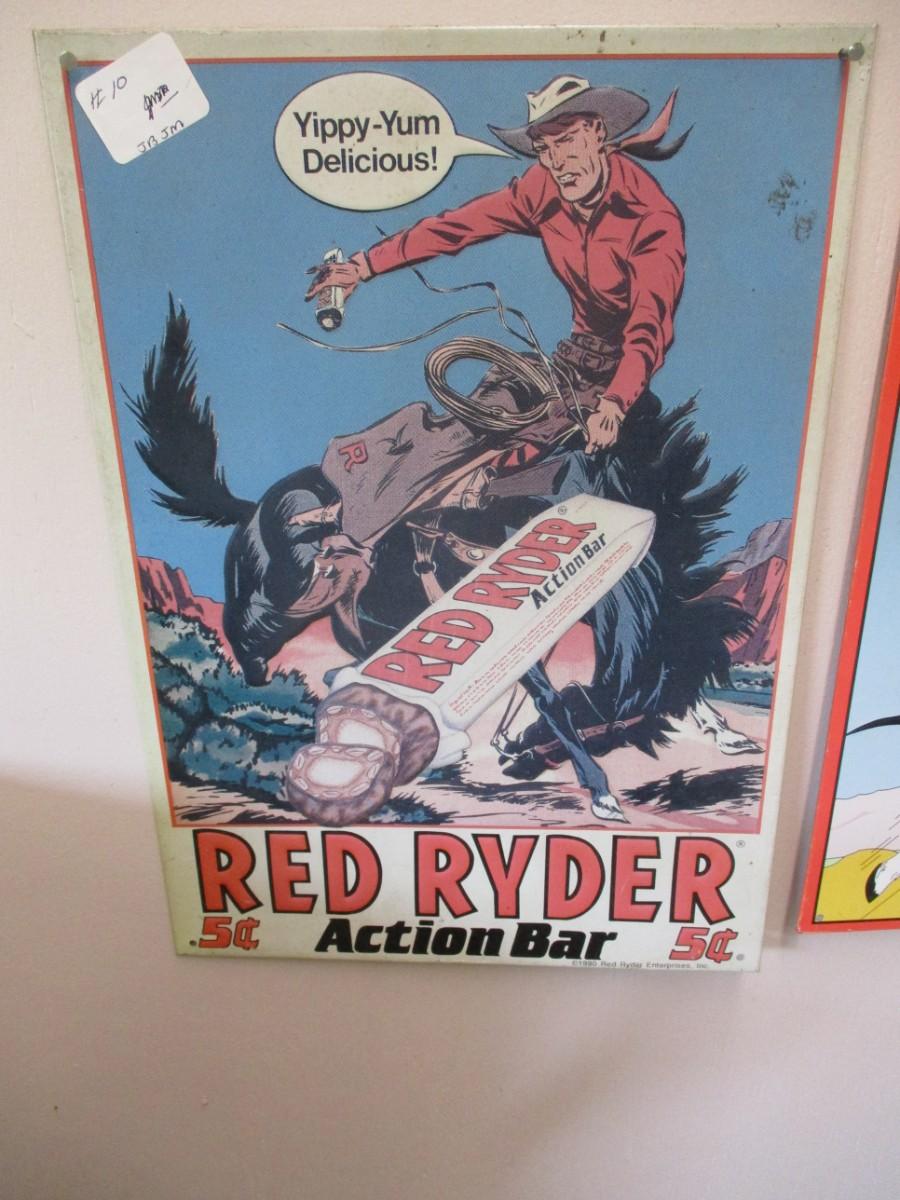 # 10
JB JM
Yippy-Yum
Delicious!
R
RED RYDER®
Action Bar
RED RYDER®
5¢ Action Bar 5¢
©1990 Red Ryder Enterprises, Inc.